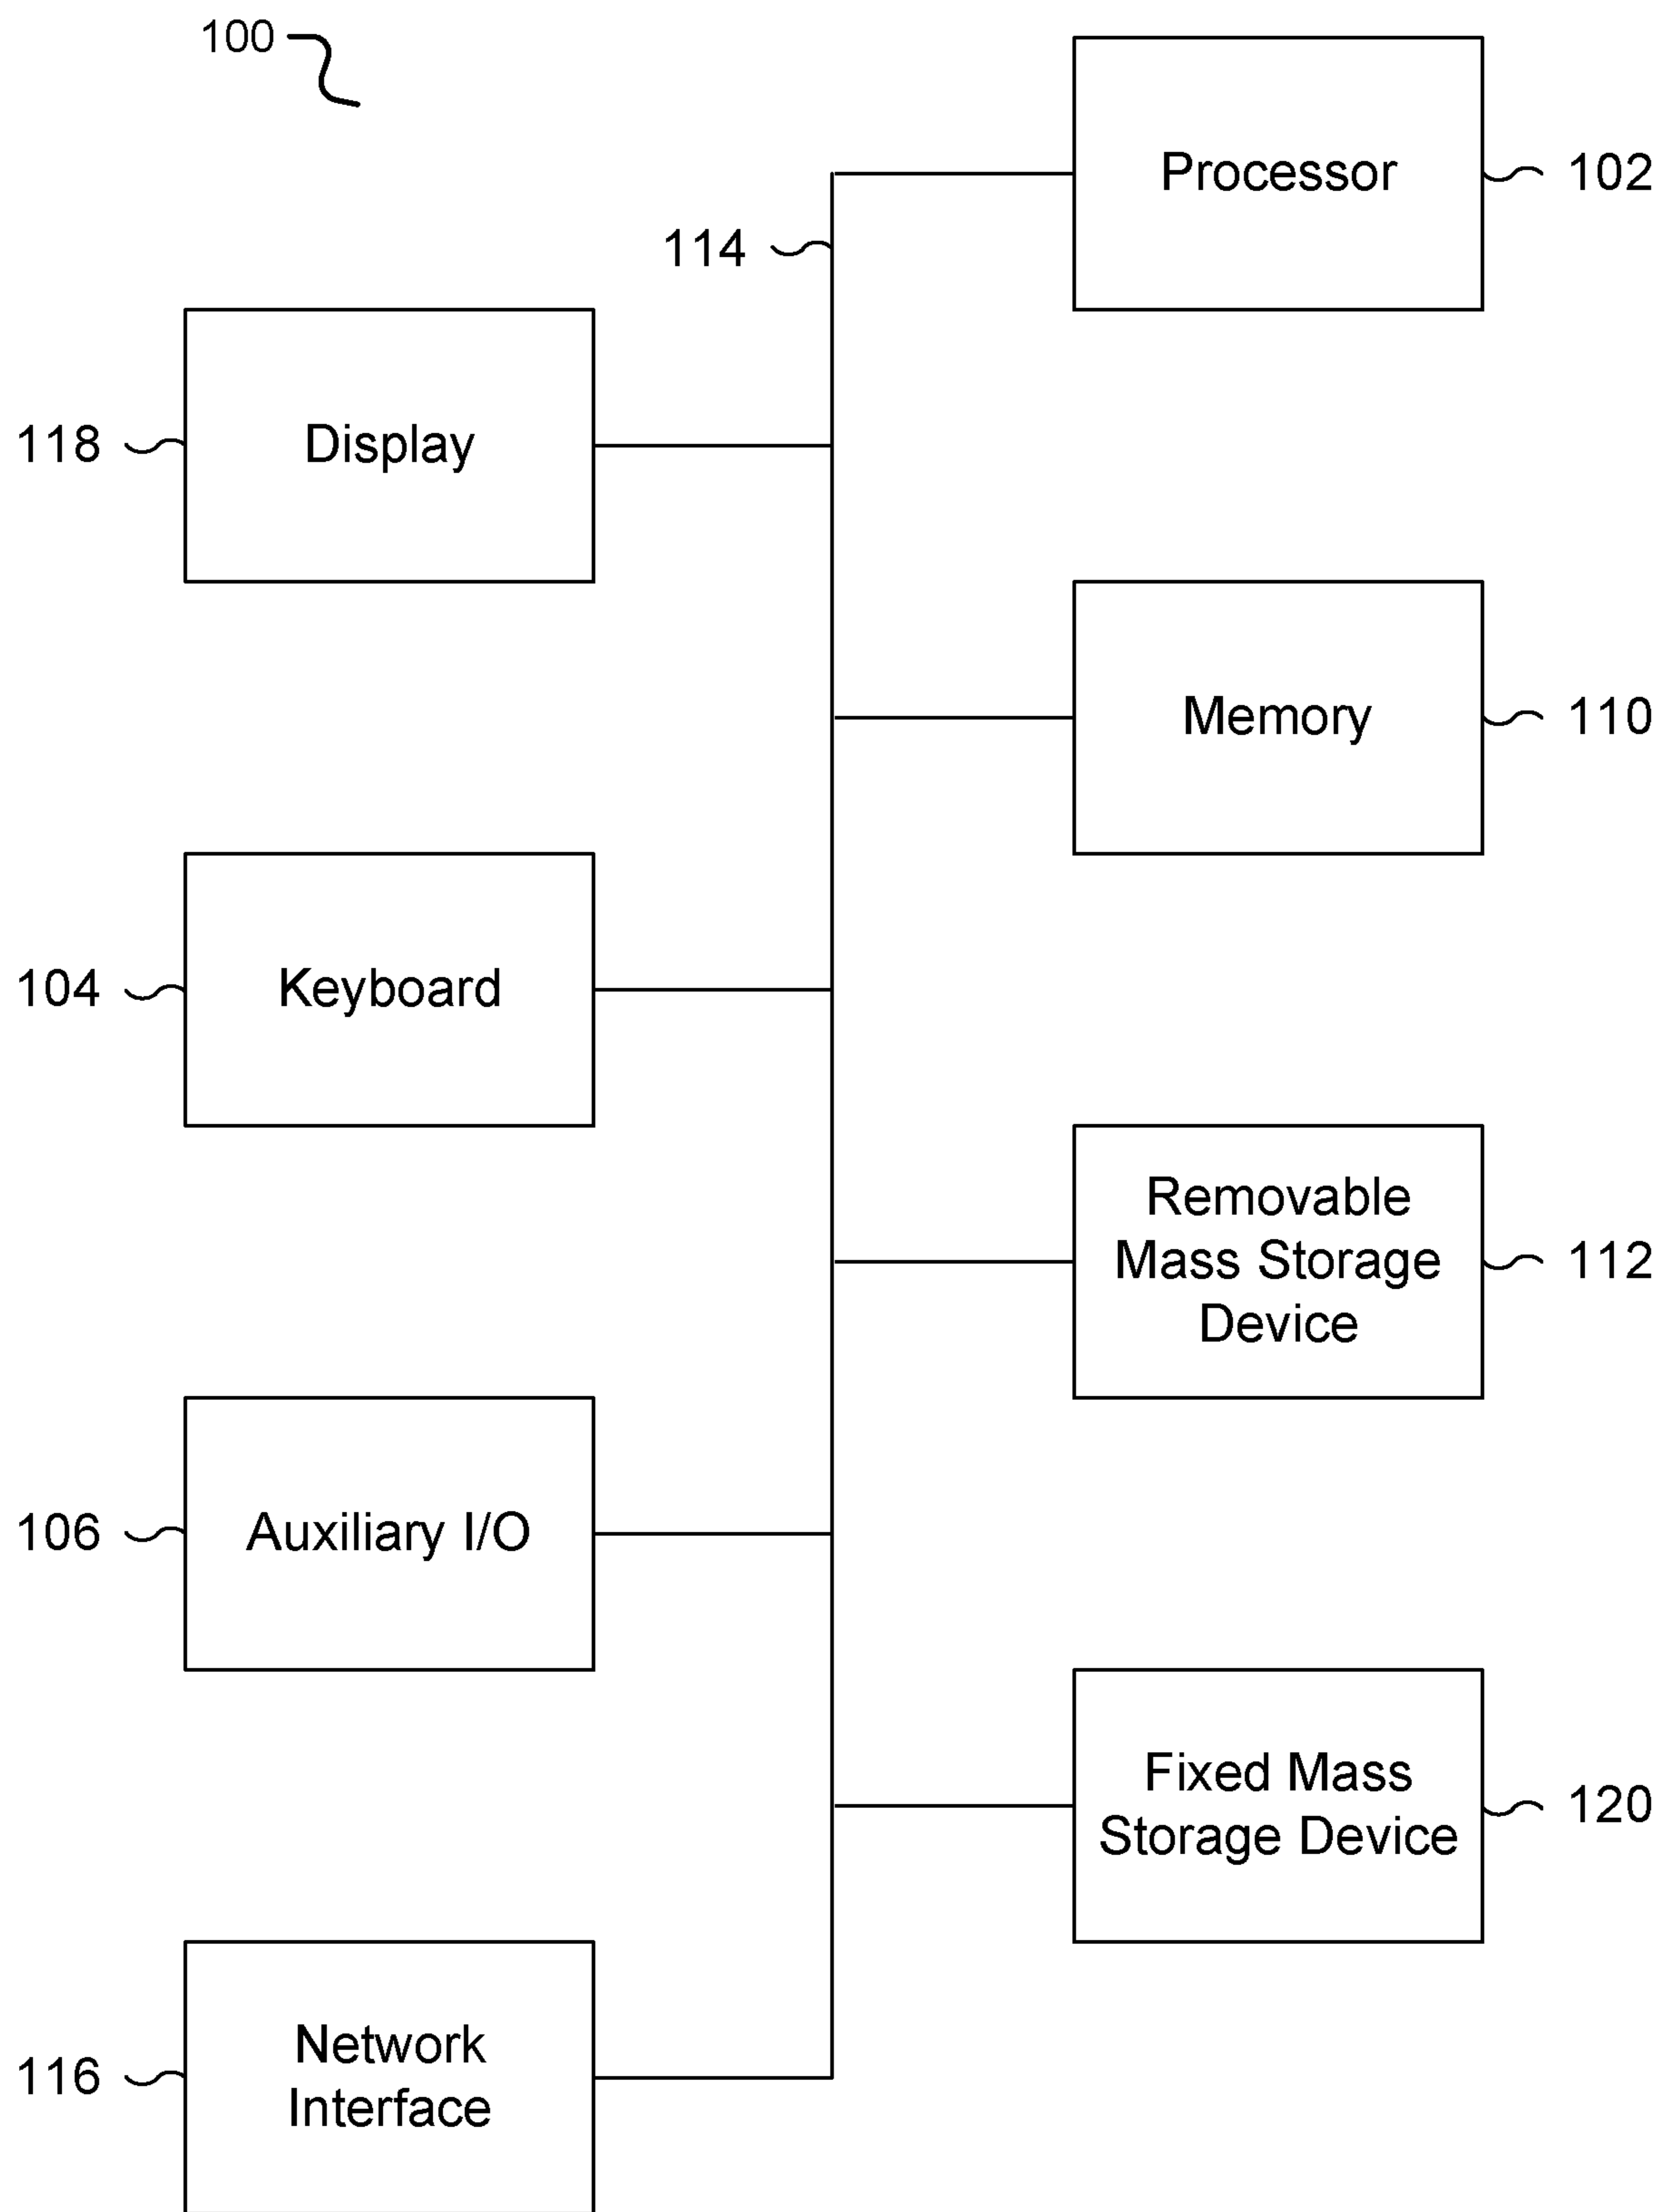 100
Processor
102
114
118
Display
Memory
110
104
Keyboard
Removable
Mass Storage
Device
112
106
Auxiliary I/O
Fixed Mass
Storage Device
120
116
Network
Interface